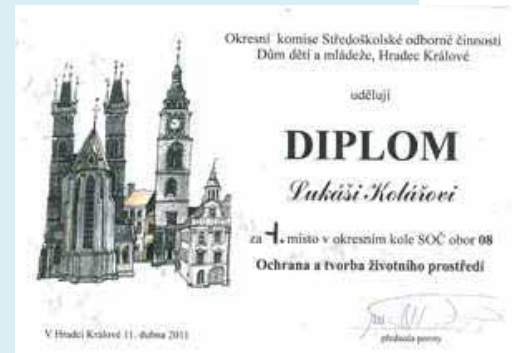 Okresní komise Středoškolské odborné činnosti
Dům dětí a mládeže, Hradec Králové
udělují
DIPLOM
Lukáši Kolářovi
za 1. místo v okresním kole SOČ obor 08
Ochrana a tvorba životního prostředí
V Hradci Králové 11. dubna 2011
předseda poroty